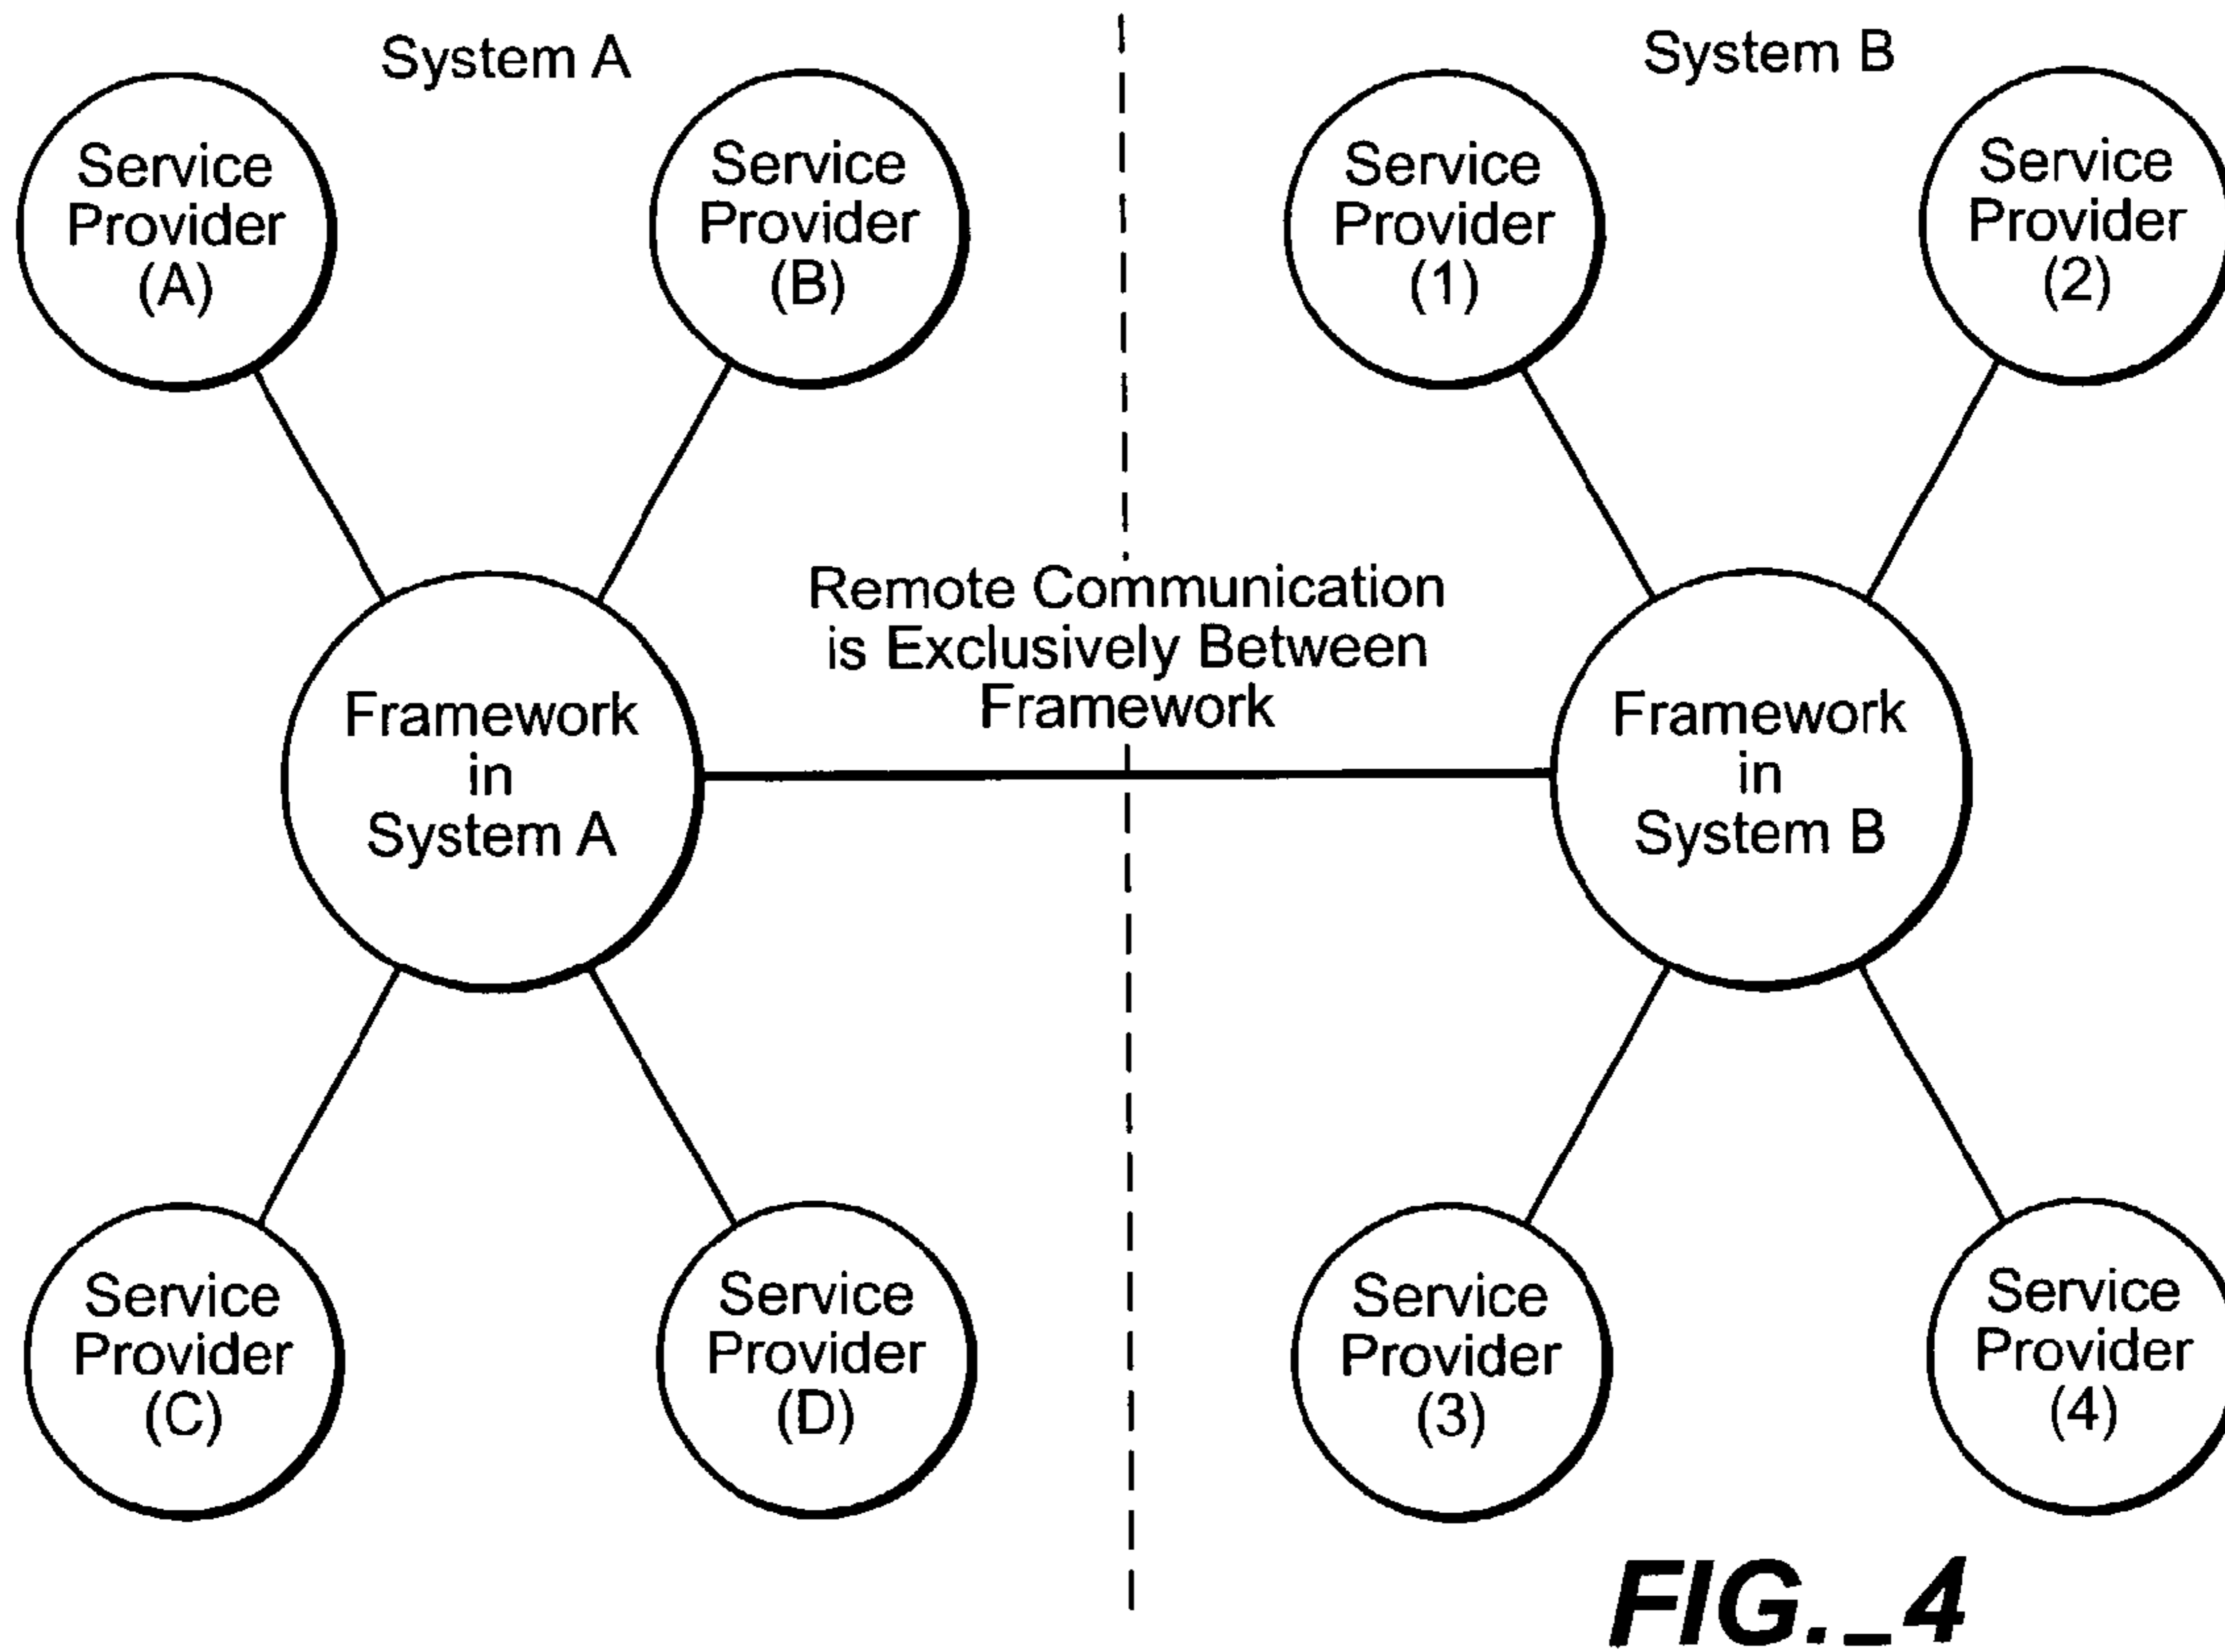 System A
System B
Service
Provider
(A)
Service
Provider
(B)
Service
Provider
(1)
Service
Provider
(2)
Remote Communication
is Exclusively Between
Framework
Framework
in
System A
Framework
in
System B
Service
Provider
(C)
Service
Provider
(D)
Service
Provider
(3)
Service
Provider
(4)
FIG._4